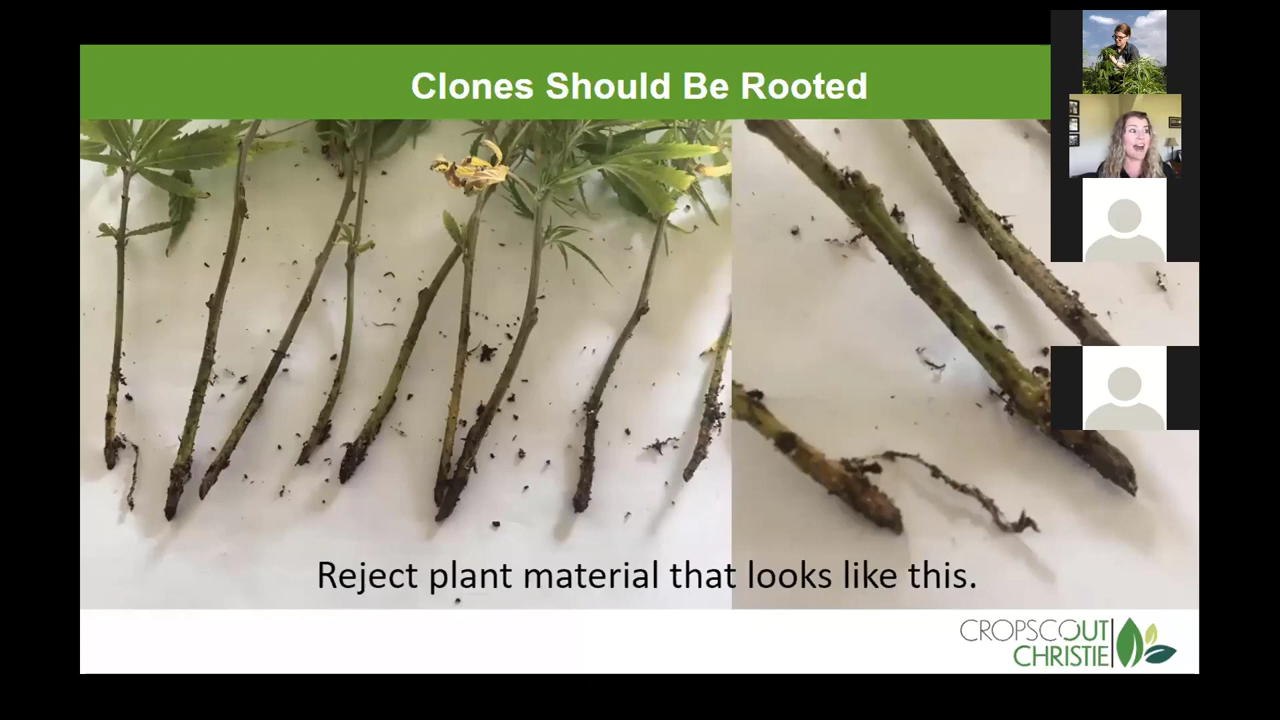 Clones Should Be Rooted
Reject plant material that looks like this.
CROPSCOUT
CHRISTIE